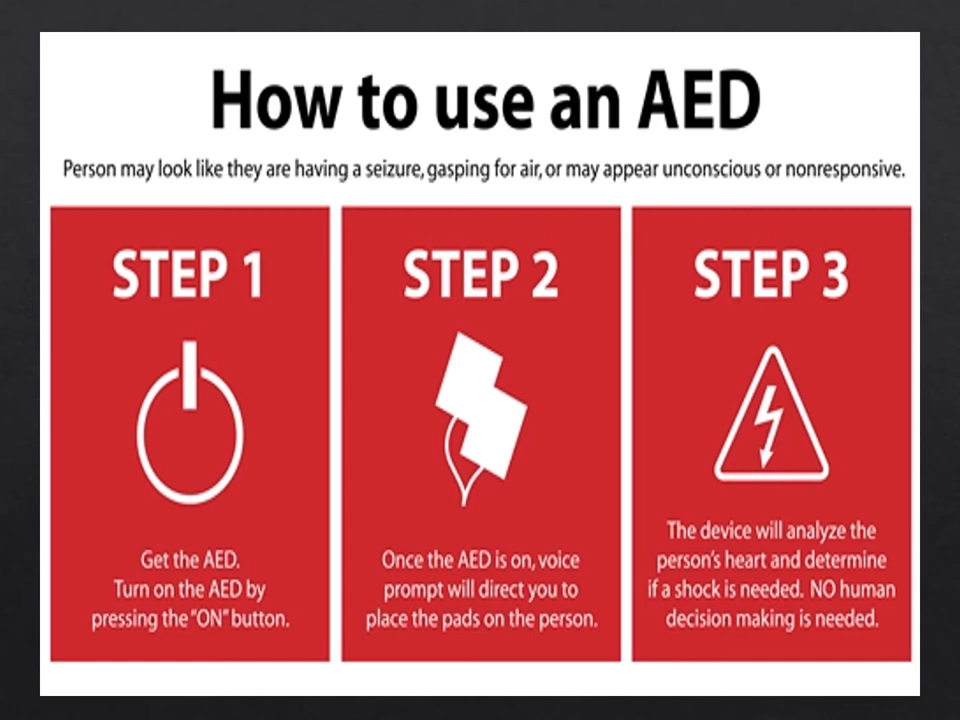 How to use an AED
Person may look like they are having a seizure, gasping for air, or may appear unconscious or nonresponsive.
STEP 1
Get the AED.
Turn on the AED by
pressing the "ON" button.
STEP 2
Once the AED is on, voice
prompt will direct you to
place the pads on the person.
STEP 3
The device will analyze the
person's heart and determine
if a shock is needed. NO human
decision making is needed.